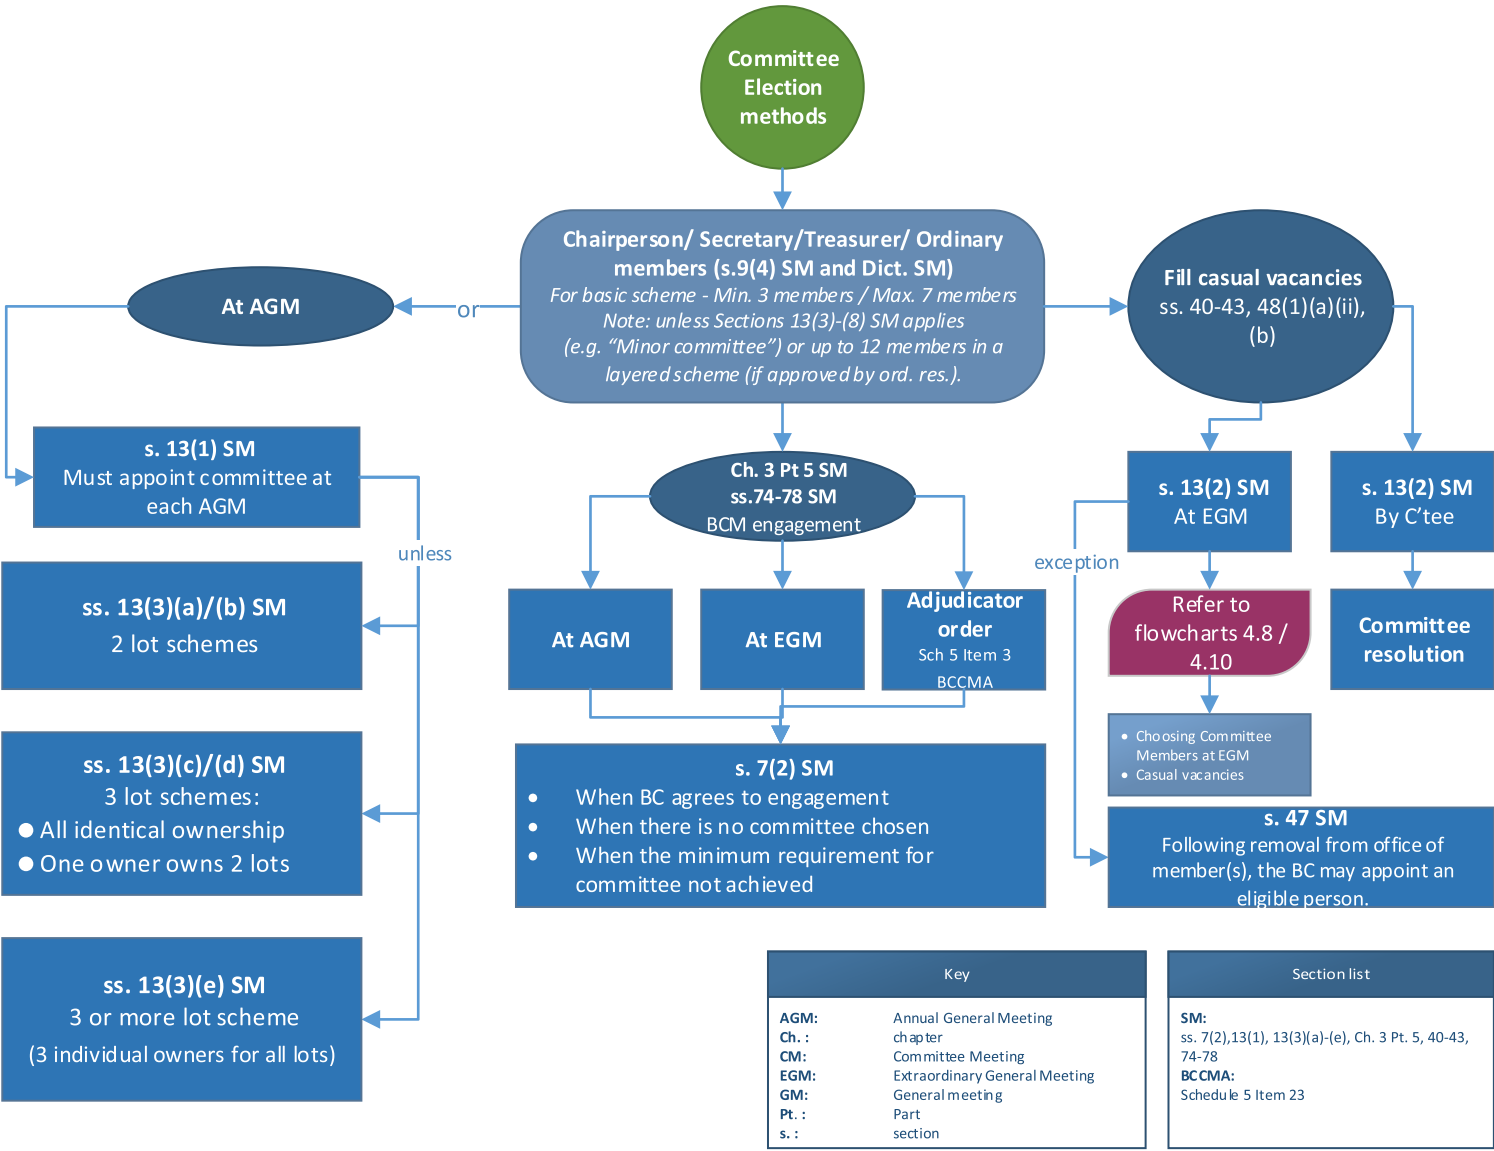 Committee
Election
methods
Chairperson/ Secretary/Treasurer/ Ordinary
members (s.9(4) SM and Dict. SM)
For basic scheme - Min. 3 members / Max. 7 members
Note: unless Sections 13(3)-(8) SM applies
(e.g. “Minor committee”) or up to 12 members in a
layered scheme (if approved by ord. res.).
or
At AGM
s. 13(1) SM
Must appoint committee at
each AGM
unless
ss. 13(3)(a)/(b) SM
2 lot schemes
ss. 13(3)(c)/(d) SM
3 lot schemes:
● All identical ownership
● One owner owns 2 lots
ss. 13(3)(e) SM
3 or more lot scheme
(3 individual owners for all lots)
Ch. 3 Pt 5 SM
ss.74-78 SM
BCM engagement
At AGM
At EGM
Adjudicator
order
Sch 5 Item 3
BCCMA
s. 7(2) SM
• When BC agrees to engagement
• When there is no committee chosen
• When the minimum requirement for
committee not achieved
Fill casual vacancies
ss. 40-43, 48(1)(a)(ii),
(b)
s. 13(2) SM
At EGM
s. 13(2) SM
By C’tee
exception
Refer to
flowcharts 4.8 /
4.10
Committee
resolution
• Choosing Committee
Members at EGM
• Casual vacancies
s. 47 SM
Following removal from office of
member(s), the BC may appoint an
eligible person.
Key
AGM: Annual General Meeting
Ch. : chapter
CM: Committee Meeting
EGM: Extraordinary General Meeting
GM: General meeting
Pt. : Part
s. : section
Section list
SM:
ss. 7(2),13(1), 13(3)(a)-(e), Ch. 3 Pt. 5, 40-43,
74-78
BCCMA:
Schedule 5 Item 23